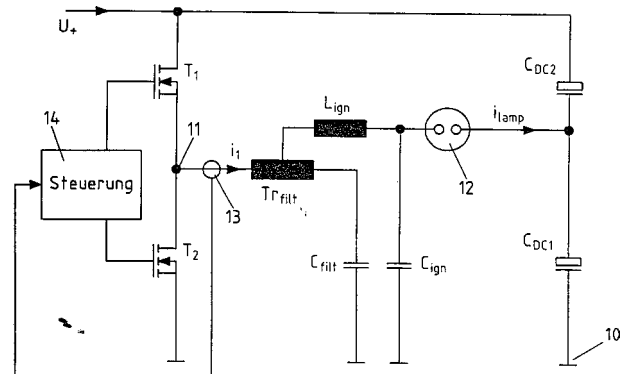 U+
T1
CDC2
14
11
Lign
ilamp
i1
Steuerung
12
Trfilt
13
T2
Cfilt
Cign
CDC1
10